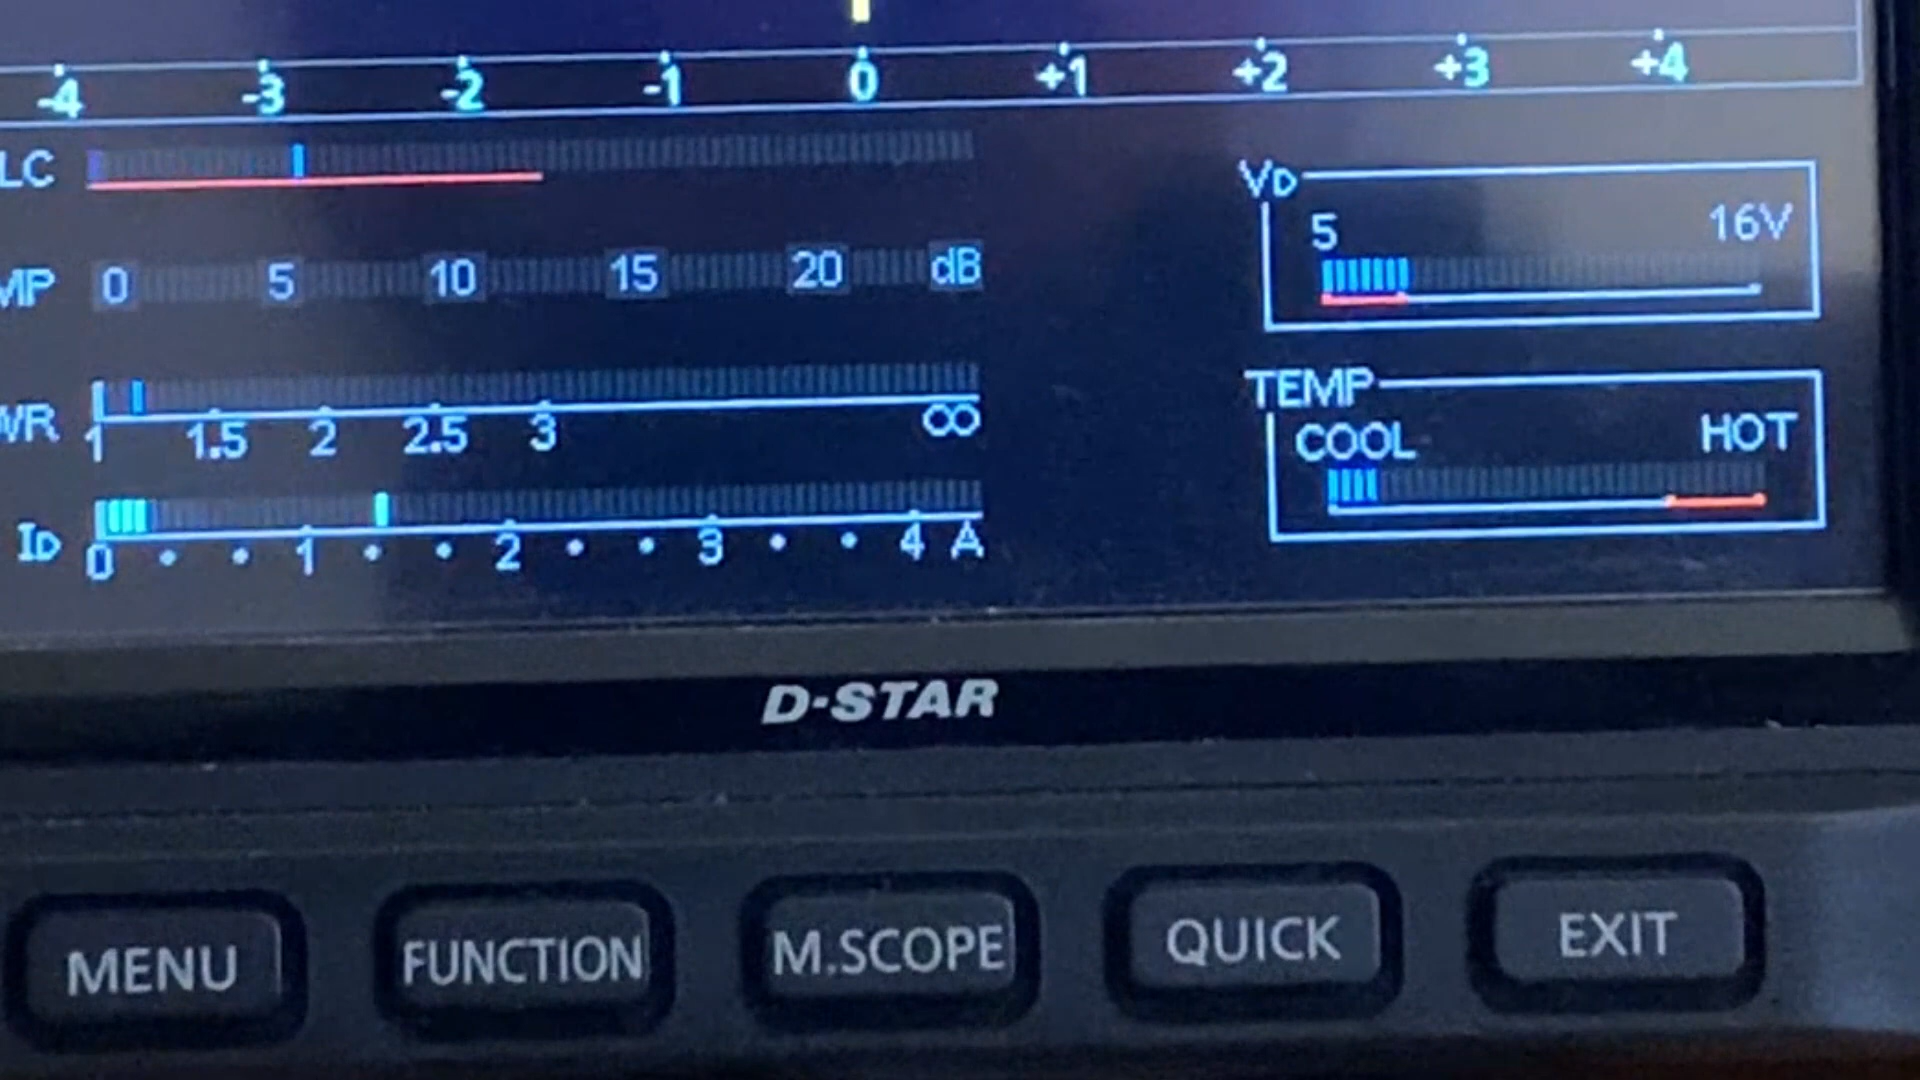 -4 -3 -2 -1 0 +1 +2 +3 +4
LC
VD
5 16V
MP 0 5 10 15 20 dB
TEMP
COOL HOT
WR 1 1.5 2 2.5 3 ∞
ID 0 1 2 3 4 A
D-STAR
MENU FUNCTION M.SCOPE QUICK EXIT